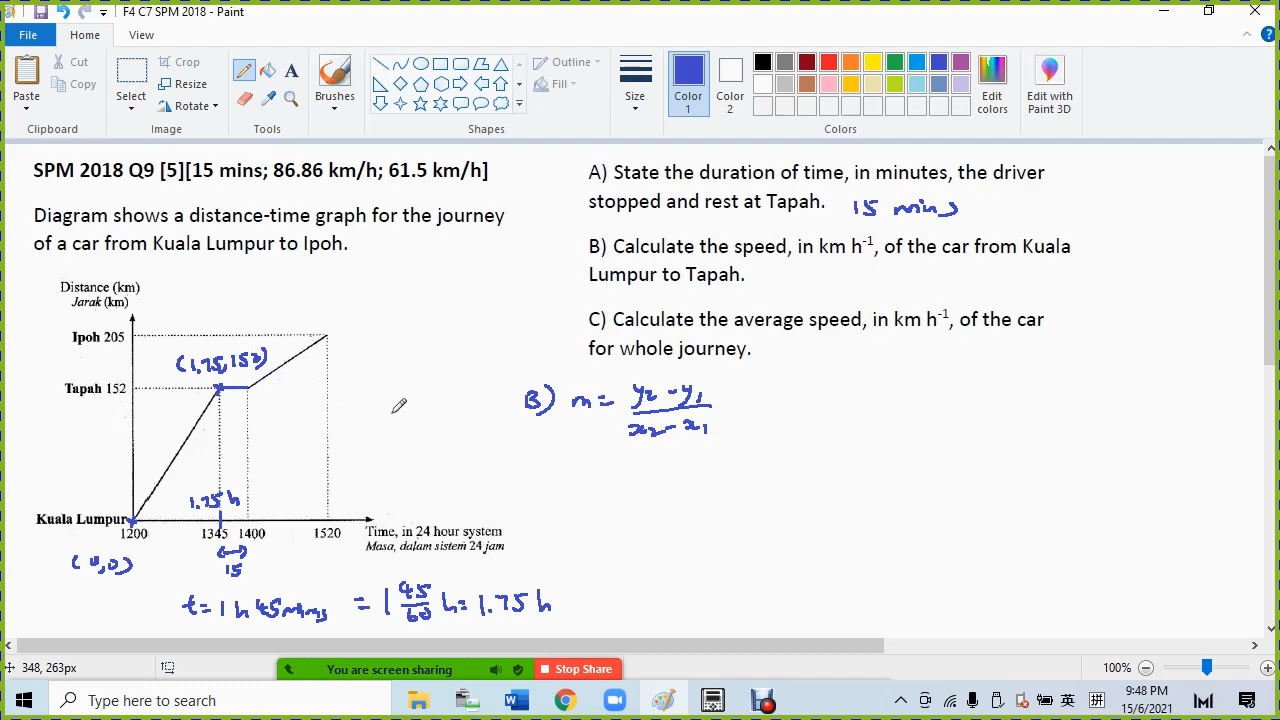 F4 C7 SPM 2018 - Paint
File Home View
Paste
Cut
Copy
Clipboard
Select
Crop
Resize
Rotate
Image
Tools
Brushes
Shapes
Outline
Fill
Size
Color 1
Color 2
Colors
Edit colors
Edit with Paint 3D
SPM 2018 Q9 [5][15 mins; 86.86 km/h; 61.5 km/h]
Diagram shows a distance-time graph for the journey
of a car from Kuala Lumpur to Ipoh.
Distance (km)
Jarak (km)
Ipoh 205
(1.75,152)
Tapah 152
1.75 h
Kuala Lumpur
1200 1345 1400 1520
Time, in 24 hour system
Masa, dalam sistem 24 jam
(0,0)
15
t = 1 h 45 mins = 1 45/60 h = 1.75 h
A) State the duration of time, in minutes, the driver
stopped and rest at Tapah. 15 mins
B) Calculate the speed, in km h-1, of the car from Kuala
Lumpur to Tapah.
C) Calculate the average speed, in km h-1, of the car
for whole journey.
B) m = y2 - y1
x2 - x1
348, 263px
You are screen sharing
Stop Share
100%
Type here to search
英
拼
9:48 PM
15/6/2021